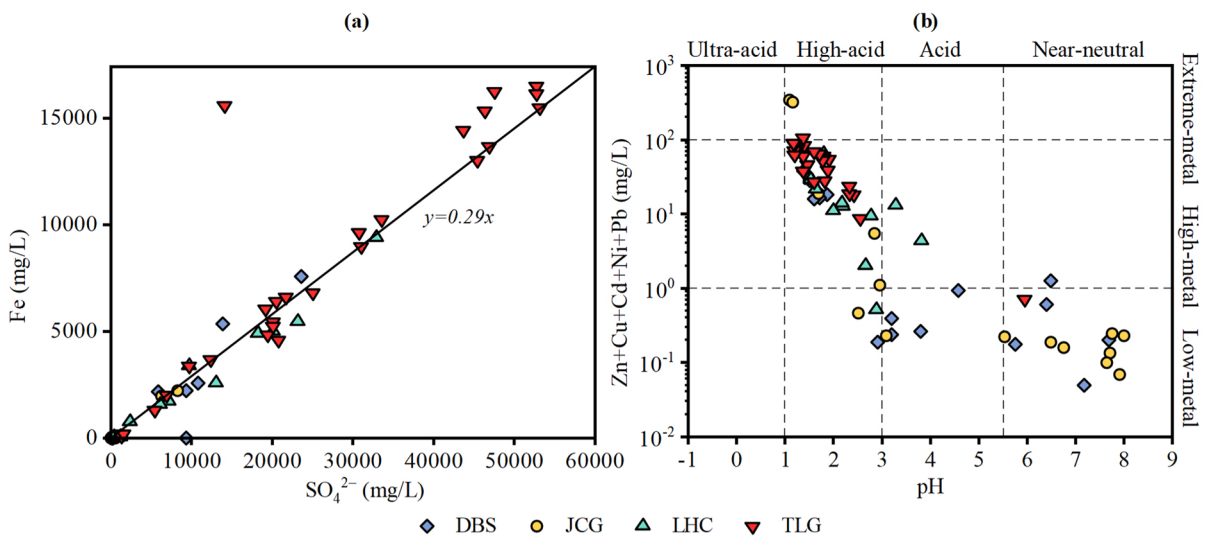 (a)
(b)
Ultra-acid High-acid Acid Near-neutral
Fe (mg/L)
15000
10000
5000
0
y=0.29x
0 10000 20000 30000 40000 50000 60000
SO₄²⁻ (mg/L)
Zn+Cu+Cd+Ni+Pb (mg/L)
10³
10²
10¹
10⁰
10⁻¹
10⁻²
-1 0 1 2 3 4 5 6 7 8 9
pH
Extreme-metal
High-metal
Low-metal
DBS JCG LHC TLG